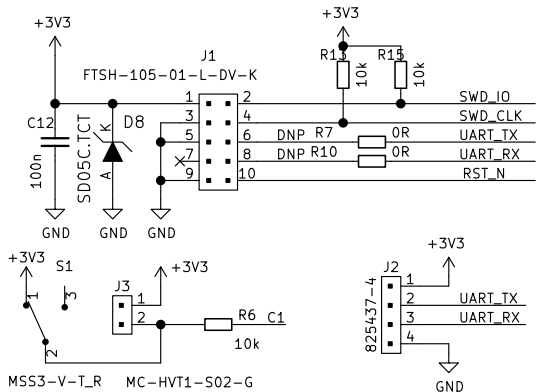 +3V3
+3V3
J1
FTSH-105-01-L-DV-K
R13
10k
R15
10k
1
2
SWD_IO
C12
100n
SD05C.TCT
K
A
D8
3
4
SWD_CLK
5
6
DNP
R7
0R
UART_TX
7
8
DNP
R10
0R
UART_RX
9
10
RST_N
GND
GND
GND
+3V3
S1
1
3
2
MSS3-V-T_R
J3
+3V3
1
2
R6
10k
C1
MC-HVT1-S02-G
+3V3
J2
825437-4
1
2
UART_TX
3
UART_RX
4
GND